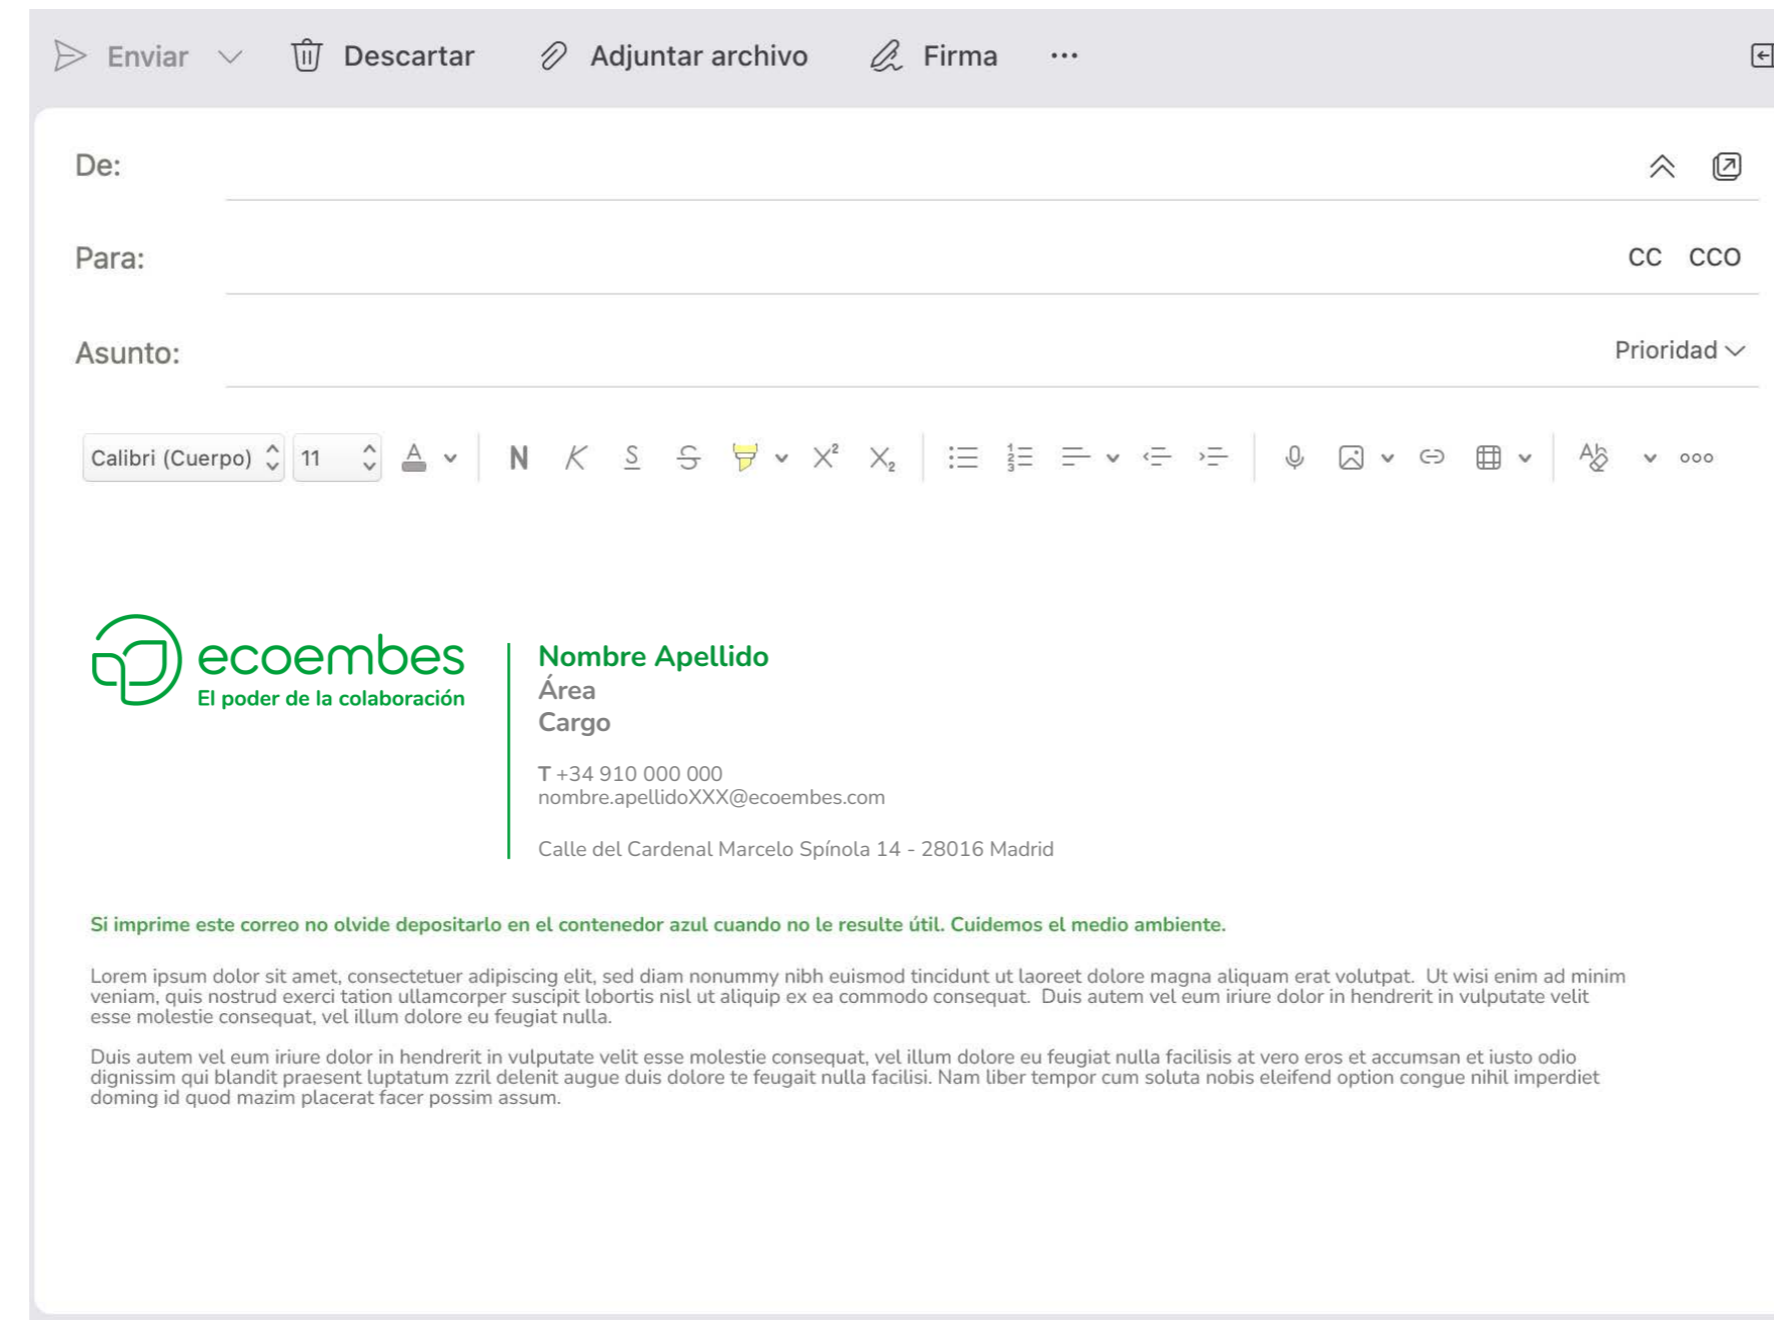 Enviar Descartar Adjuntar archivo Firma ...
De:
Para: CC CCO
Asunto: Prioridad
Calibri (Cuerpo) 11 A N K S S X² X₂ Ab
ecoembes
El poder de la colaboración
Nombre Apellido
Área
Cargo
T +34 910 000 000
nombre.apellidoXXX@ecoembes.com
Calle del Cardenal Marcelo Spínola 14 - 28016 Madrid
Si imprime este correo no olvide depositarlo en el contenedor azul cuando no le resulte útil. Cuidemos el medio ambiente.
Lorem ipsum dolor sit amet, consectetuer adipiscing elit, sed diam nonummy nibh euismod tincidunt ut laoreet dolore magna aliquam erat volutpat.  Ut wisi enim ad minim
veniam, quis nostrud exerci tation ullamcorper suscipit lobortis nisl ut aliquip ex ea commodo consequat.  Duis autem vel eum iriure dolor in hendrerit in vulputate velit
esse molestie consequat, vel illum dolore eu feugiat nulla.
Duis autem vel eum iriure dolor in hendrerit in vulputate velit esse molestie consequat, vel illum dolore eu feugiat nulla facilisis at vero eros et accumsan et iusto odio
dignissim qui blandit praesent luptatum zzril delenit augue duis dolore te feugait nulla facilisi. Nam liber tempor cum soluta nobis eleifend option congue nihil imperdiet
doming id quod mazim placerat facer possim assum.